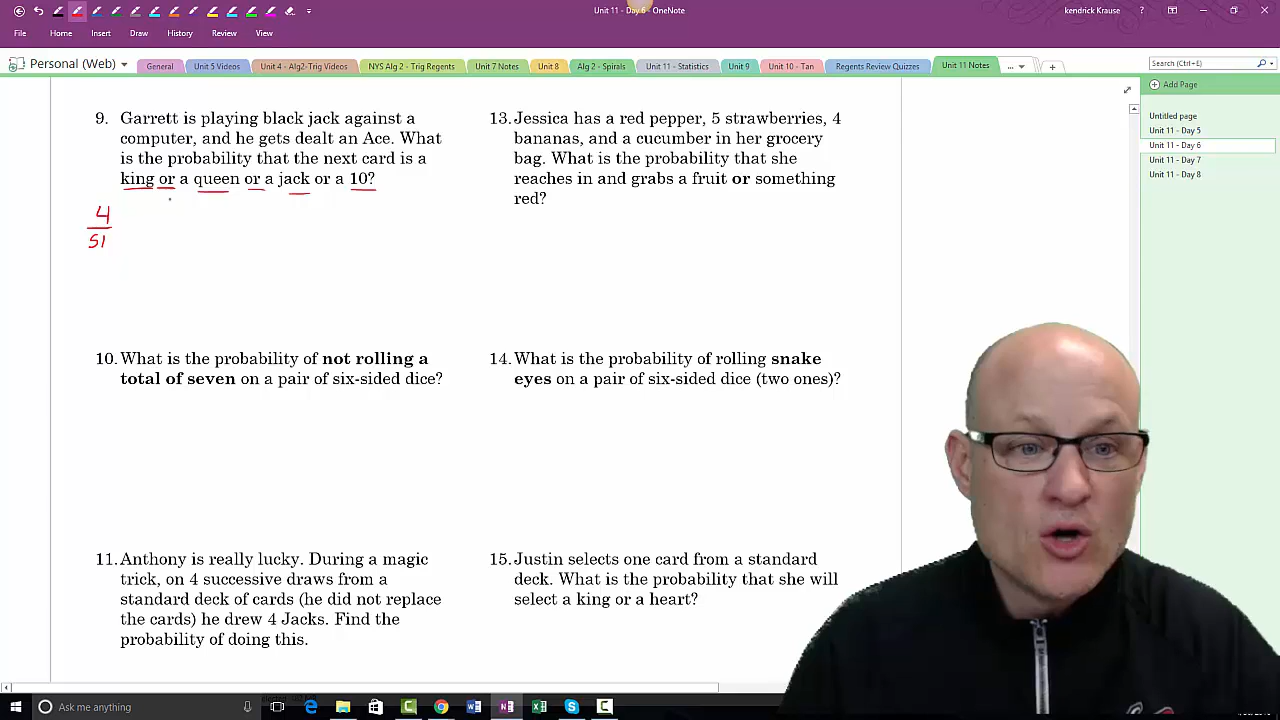 Unit 11 - Day 6 - OneNote
kendrick Krause
?
File
Home
Insert
Draw
History
Review
View
Personal (Web)
General
Unit 5 Videos
Unit 4 - Alg2-Trig Videos
NYS Alg 2 - Trig Regents
Unit 7 Notes
Unit 8
Alg 2 - Spirals
Unit 11 - Statistics
Unit 9
Unit 10 - Tan
Regents Review Quizzes
Unit 11 Notes
...
Search (Ctrl+E)
Add Page
Untitled page
Unit 11 - Day 5
Unit 11 - Day 6
Unit 11 - Day 7
Unit 11 - Day 8
9. Garrett is playing black jack against a
computer, and he gets dealt an Ace. What
is the probability that the next card is a
king or a queen or a jack or a 10?
4
51
10. What is the probability of not rolling a
total of seven on a pair of six-sided dice?
11. Anthony is really lucky. During a magic
trick, on 4 successive draws from a
standard deck of cards (he did not replace
the cards) he drew 4 Jacks. Find the
probability of doing this.
13. Jessica has a red pepper, 5 strawberries, 4
bananas, and a cucumber in her grocery
bag. What is the probability that she
reaches in and grabs a fruit or something
red?
14. What is the probability of rolling snake
eyes on a pair of six-sided dice (two ones)?
15. Justin selects one card from a standard
deck. What is the probability that she will
select a king or a heart?
Ask me anything